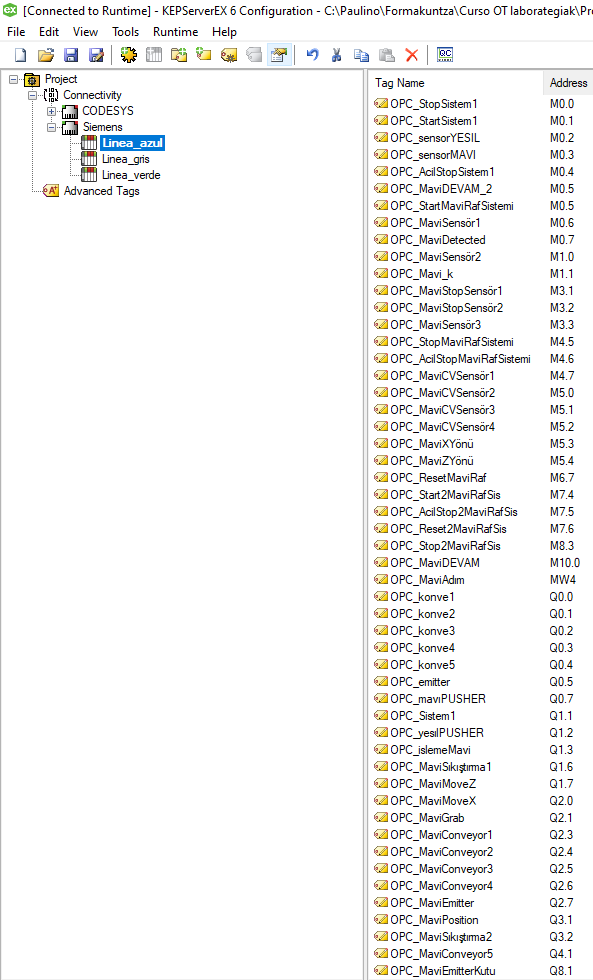 [Connected to Runtime] - KEPServerEX 6 Configuration - C:\Paulino\Formakuntza\Curso OT laborategiak\Pr
File Edit View Tools Runtime Help
QC
Project
Connectivity
CODESYS
Siemens
Linea_azul
Linea_gris
Linea_verde
Advanced Tags
Tag Name Address
OPC_StopSistem1 M0.0
OPC_StartSistem1 M0.1
OPC_sensorYESIL M0.2
OPC_sensorMAVI M0.3
OPC_AcilStopSistem1 M0.4
OPC_MaviDEVAM_2 M0.5
OPC_StartMaviRafSistemi M0.5
OPC_MaviSensör1 M0.6
OPC_MaviDetected M0.7
OPC_MaviSensör2 M1.0
OPC_Mavi_k M1.1
OPC_MaviStopSensör1 M3.1
OPC_MaviStopSensör2 M3.2
OPC_MaviSensör3 M3.3
OPC_StopMaviRafSistemi M4.5
OPC_AcilStopMaviRafSistemi M4.6
OPC_MaviCVSensör1 M4.7
OPC_MaviCVSensör2 M5.0
OPC_MaviCVSensör3 M5.1
OPC_MaviCVSensör4 M5.2
OPC_MaviXYönü M5.3
OPC_MaviZYönü M5.4
OPC_ResetMaviRaf M6.7
OPC_Start2MaviRafSis M7.4
OPC_AcilStop2MaviRafSis M7.5
OPC_Reset2MaviRafSis M7.6
OPC_Stop2MaviRafSis M8.3
OPC_MaviDEVAM M10.0
OPC_MaviAdım MW4
OPC_konve1 Q0.0
OPC_konve2 Q0.1
OPC_konve3 Q0.2
OPC_konve4 Q0.3
OPC_konve5 Q0.4
OPC_emitter Q0.5
OPC_mavıPUSHER Q0.7
OPC_Sistem1 Q1.1
OPC_yesılPUSHER Q1.2
OPC_islemeMavi Q1.3
OPC_MaviSıkıştırma1 Q1.6
OPC_MaviMoveZ Q1.7
OPC_MaviMoveX Q2.0
OPC_MaviGrab Q2.1
OPC_MaviConveyor1 Q2.3
OPC_MaviConveyor2 Q2.4
OPC_MaviConveyor3 Q2.5
OPC_MaviConveyor4 Q2.6
OPC_MaviEmitter Q2.7
OPC_MaviPosition Q3.1
OPC_MaviSıkıştırma2 Q3.2
OPC_MaviConveyor5 Q4.1
OPC_MaviEmitterKutu Q8.1